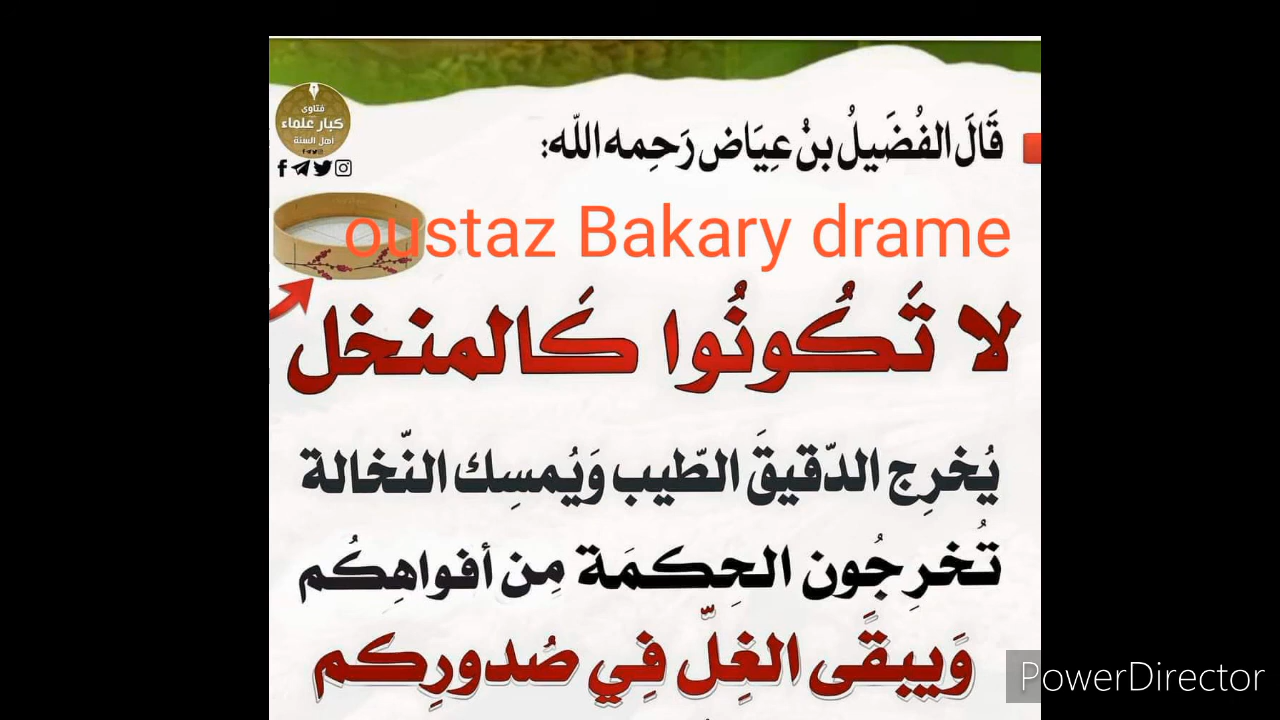 فتاوى
كبار علماء
اهل السنة
قَالَ الفُضَيلُ بنُ عِيَاض رَحِمه الله:
oustaz Bakary drame
لا تَكُونُوا كَالمنخل
يُخرِج الدّقيقَ الطّيب وَيُمسِك النّخالة
تُخرِجُون الحِكمَة مِن أفواهِكُم
وَيبقَى الغِلّ فِي صُدورِكم
PowerDirector